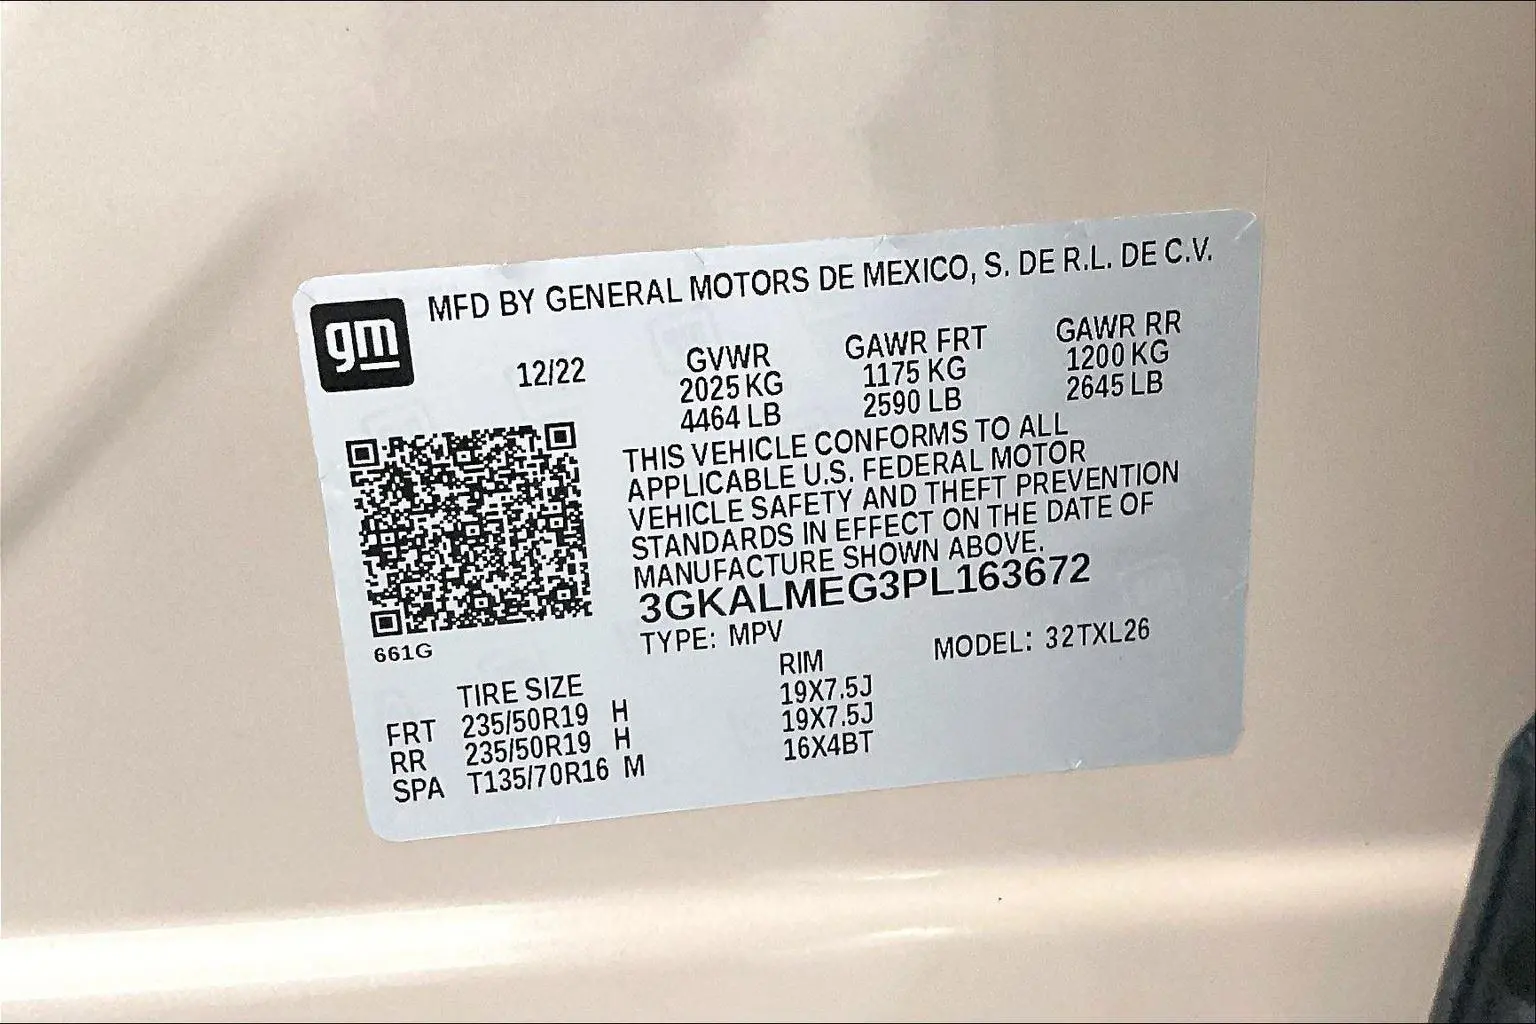 gm
MFD BY GENERAL MOTORS DE MEXICO, S. DE R.L. DE C.V.
12/22
GVWR GAWR FRT GAWR RR
2025 KG 1175 KG 1200 KG
4464 LB 2590 LB 2645 LB
THIS VEHICLE CONFORMS TO ALL
APPLICABLE U.S. FEDERAL MOTOR
VEHICLE SAFETY AND THEFT PREVENTION
STANDARDS IN EFFECT ON THE DATE OF
MANUFACTURE SHOWN ABOVE.
3GKALMEG3PL163672
TYPE: MPV MODEL: 32TXL26
661G
TIRE SIZE RIM
FRT 235/50R19 H 19X7.5J
RR 235/50R19 H 19X7.5J
SPA T135/70R16 M 16X4BT